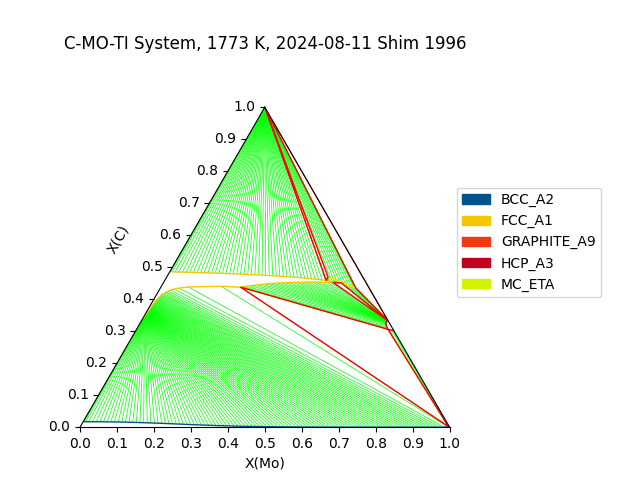 C-MO-TI System, 1773 K, 2024-08-11 Shim 1996
1.0
0.9
0.8
0.7
0.6
0.5
0.4
0.3
0.2
0.1
0.0
X(C)
0.0 0.1 0.2 0.3 0.4 0.5 0.6 0.7 0.8 0.9 1.0
X(Mo)
BCC_A2
FCC_A1
GRAPHITE_A9
HCP_A3
MC_ETA